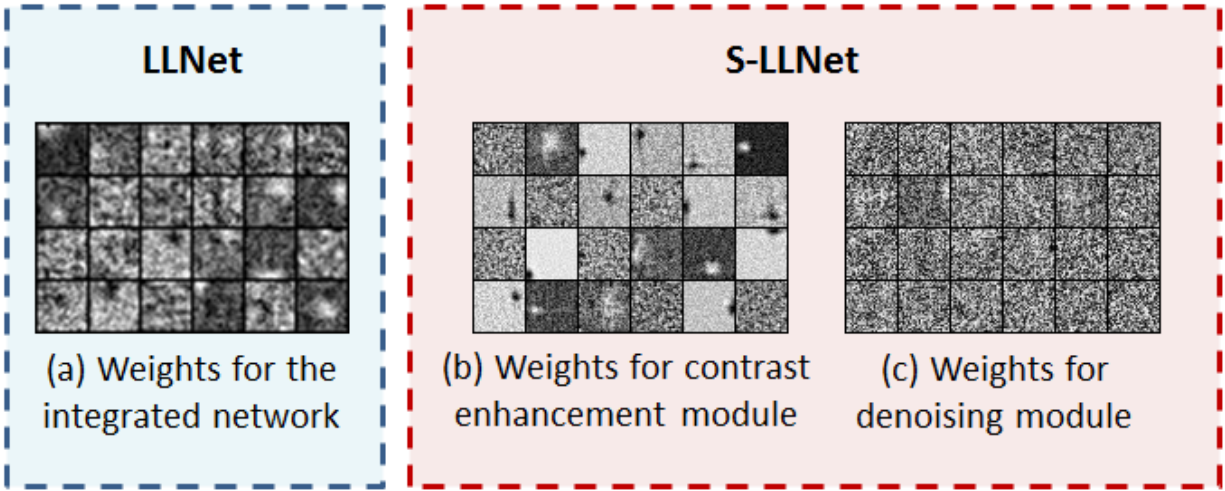 LLNet
(a) Weights for the
integrated network
S-LLNet
(b) Weights for contrast
enhancement module
(c) Weights for
denoising module